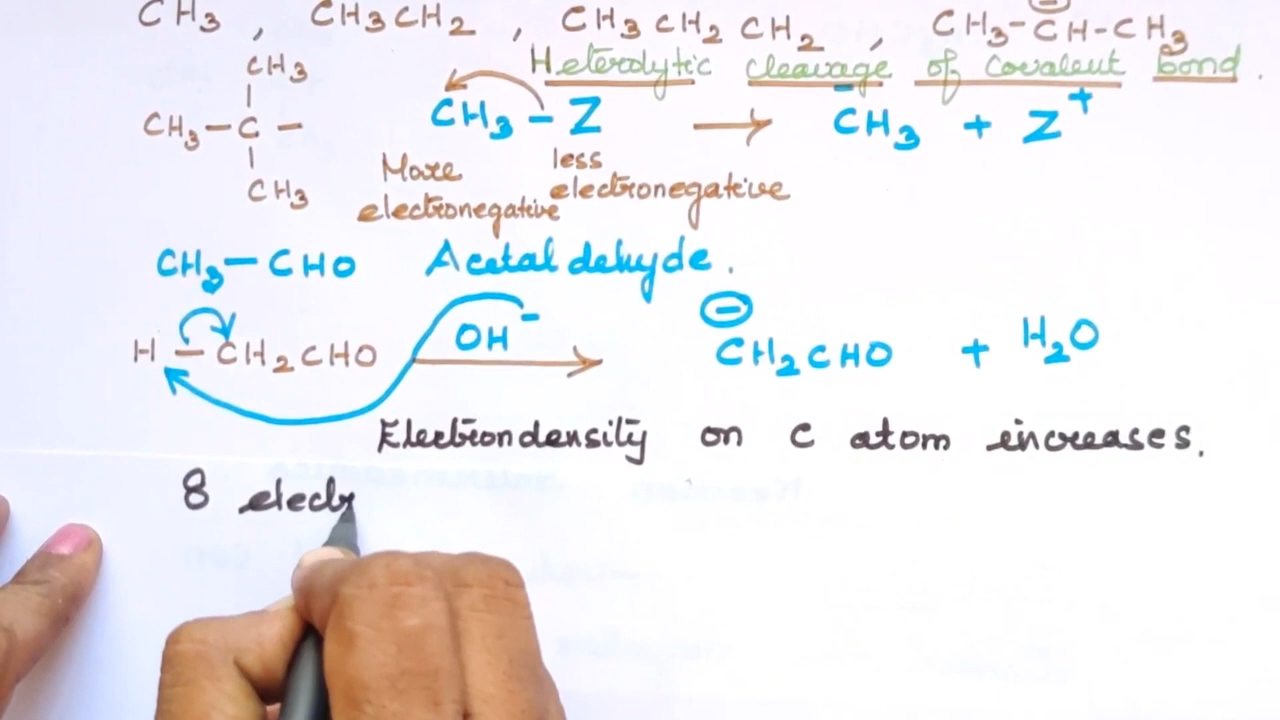 CH3 , CH3CH2 , CH3CH2CH2 , CH3-CH-CH3
Heterolytic cleavage of covalent bond.
CH3
CH3-C-
CH3
CH3-Z → CH3⁻ + Z⁺
More electronegative
less electronegative
CH3-CHO Acetaldehyde.
H-CH2CHO OH⁻ → ⊖CH2CHO + H2O
Electrondensity on C atom increases.
8 electr